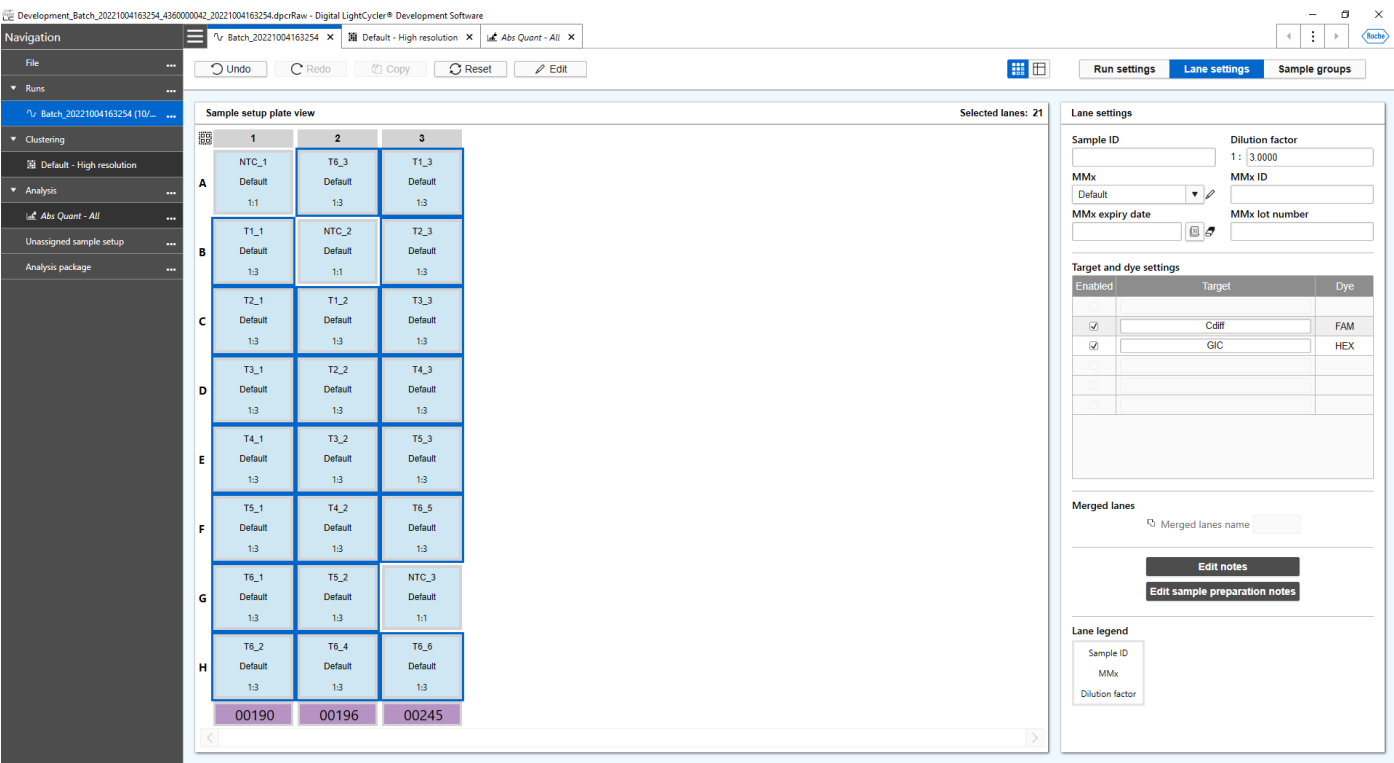 Development_Batch_20221004163254_4360000042_20221004163254.dpcrRaw - Digital LightCycler® Development Software
Navigation
Batch_20221004163254
Default - High resolution
Abs Quant - All
Roche
File
Runs
Batch_20221004163254 (10/...
Clustering
Default - High resolution
Analysis
Abs Quant - All
Unassigned sample setup
Analysis package
Undo
Redo
Copy
Reset
Edit
Run settings
Lane settings
Sample groups
Sample setup plate view
Selected lanes: 21
1 2 3
A
NTC_1 T6_3 T1_3
Default Default Default
1:1 1:3 1:3
B
T1_1 NTC_2 T2_3
Default Default Default
1:3 1:1 1:3
C
T2_1 T1_2 T3_3
Default Default Default
1:3 1:3 1:3
D
T3_1 T2_2 T4_3
Default Default Default
1:3 1:3 1:3
E
T4_1 T3_2 T5_3
Default Default Default
1:3 1:3 1:3
F
T5_1 T4_2 T6_5
Default Default Default
1:3 1:3 1:3
G
T6_1 T5_2 NTC_3
Default Default Default
1:3 1:3 1:1
H
T6_2 T6_4 T6_6
Default Default Default
1:3 1:3 1:3
00190 00196 00245
Lane settings
Sample ID
Dilution factor
1 : 3.0000
MMx
MMx ID
Default
MMx expiry date
MMx lot number
Target and dye settings
Enabled Target Dye
Cdiff FAM
GIC HEX
Merged lanes
Merged lanes name
Edit notes
Edit sample preparation notes
Lane legend
Sample ID
MMx
Dilution factor